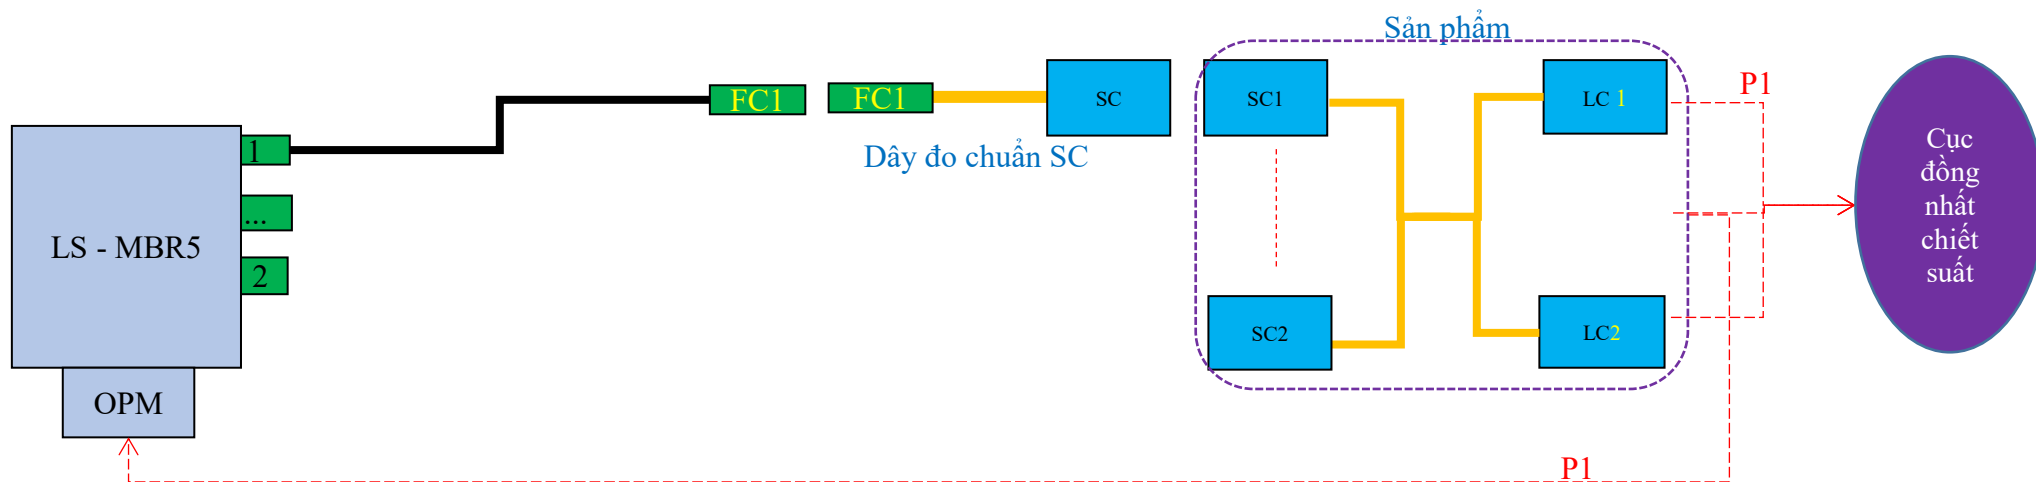 Sản phẩm
P1
FC1
FC1
SC
SC1
LC 1
Dây đo chuẩn SC
1
...
2
LS - MBR5
OPM
SC2
LC2
Cục
đồng
nhất
chiết
suất
P1